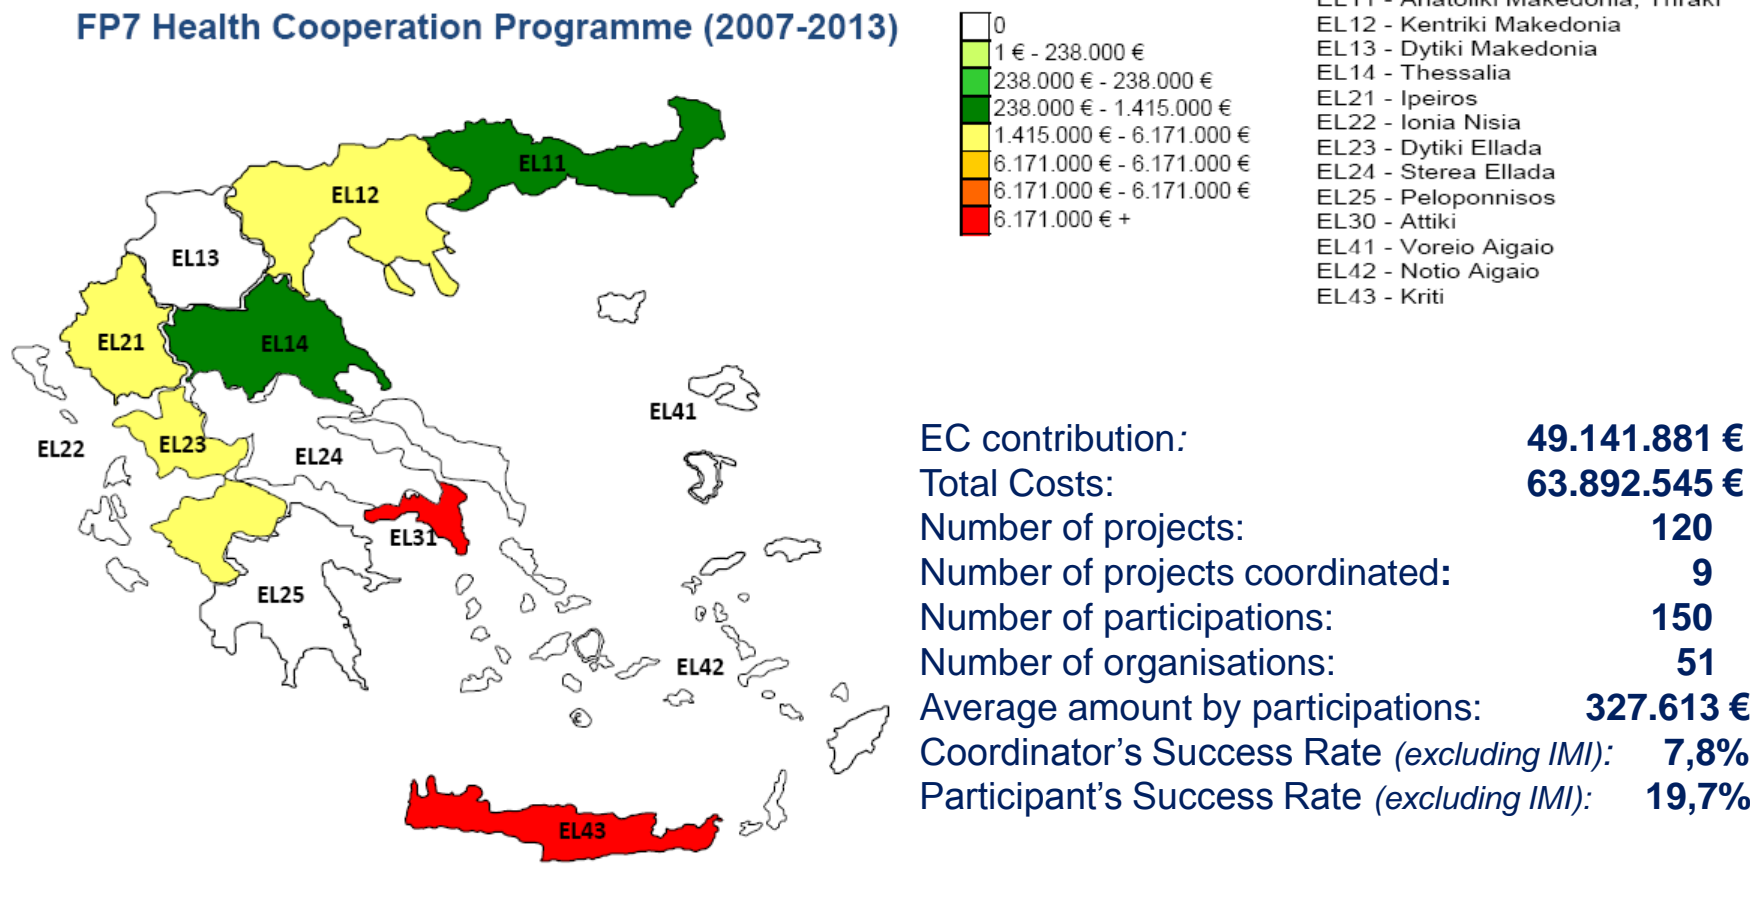 FP7 Health Cooperation Programme (2007-2013)
0
1 € - 238.000 €
238.000 € - 238.000 €
238.000 € - 1.415.000 €
1.415.000 € - 6.171.000 €
6.171.000 € - 6.171.000 €
6.171.000 € - 6.171.000 €
6.171.000 € +
EL11 - Anatoliki Makedonia, Thraki
EL12 - Kentriki Makedonia
EL13 - Dytiki Makedonia
EL14 - Thessalia
EL21 - Ipeiros
EL22 - Ionia Nisia
EL23 - Dytiki Ellada
EL24 - Sterea Ellada
EL25 - Peloponnisos
EL30 - Attiki
EL41 - Voreio Aigaio
EL42 - Notio Aigaio
EL43 - Kriti
EL11
EL12
EL13
EL21
EL14
EL41
EL22
EL23
EL24
EL31
EL25
EL42
EL43
EC contribution: 49.141.881 €
Total Costs: 63.892.545 €
Number of projects: 120
Number of projects coordinated: 9
Number of participations: 150
Number of organisations: 51
Average amount by participations: 327.613 €
Coordinator’s Success Rate (excluding IMI): 7,8%
Participant’s Success Rate (excluding IMI): 19,7%